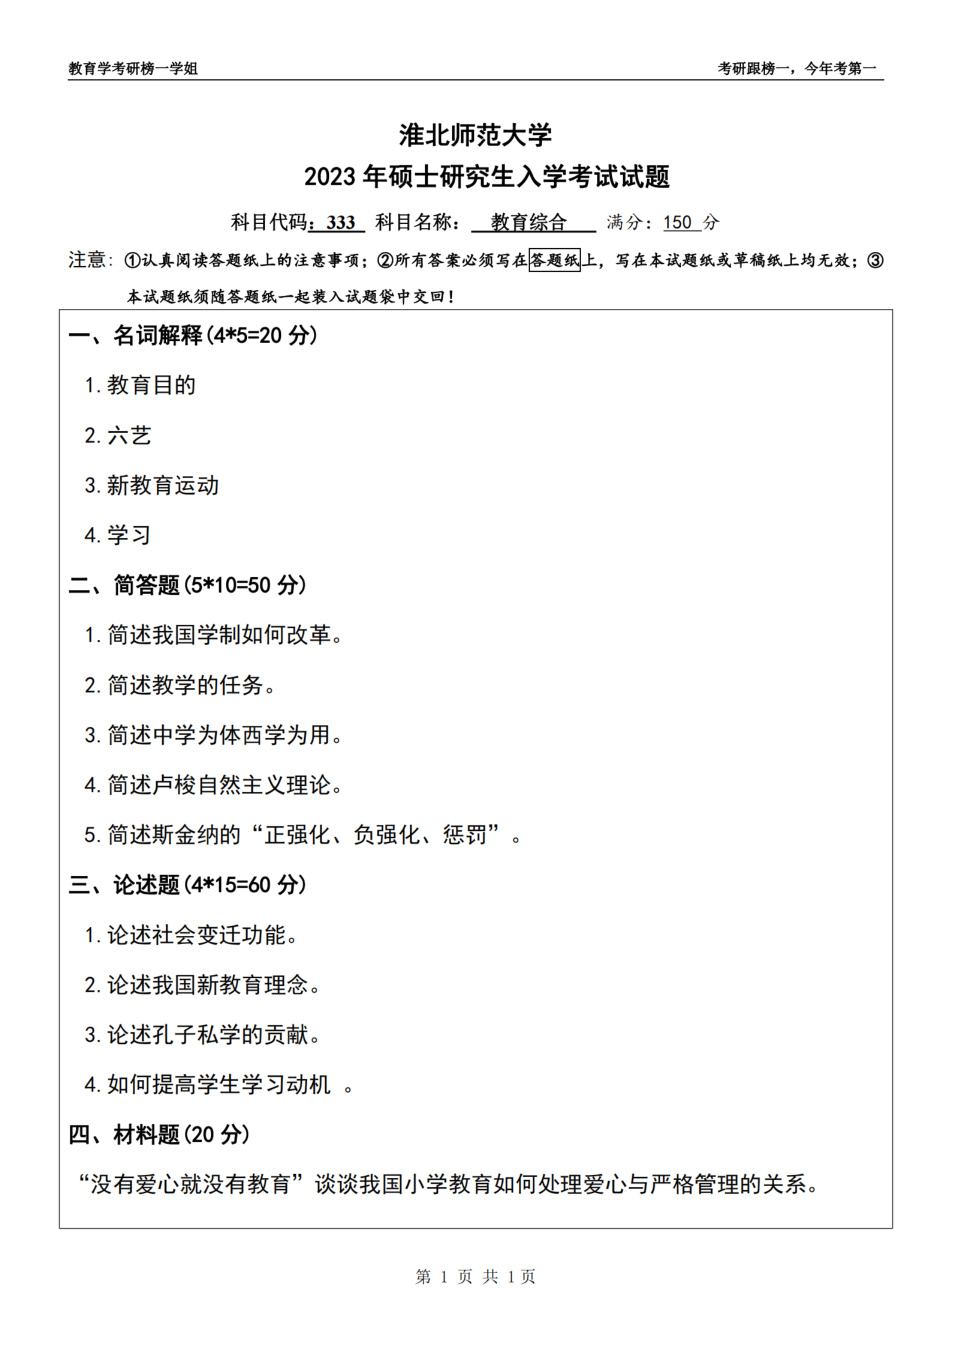 教育学考研榜一学姐 考研跟榜一，今年考第一
淮北师范大学
2023 年硕士研究生入学考试试题
科目代码：333 科目名称： 教育综合 满分：150 分
注意：①认真阅读答题纸上的注意事项；②所有答案必须写在答题纸上，写在本试题纸或草稿纸上均无效；③
本试题纸须随答题纸一起装入试题袋中交回！
一、名词解释(4*5=20 分)
1.教育目的
2.六艺
3.新教育运动
4.学习
二、简答题(5*10=50 分)
1.简述我国学制如何改革。
2.简述教学的任务。
3.简述中学为体西学为用。
4.简述卢梭自然主义理论。
5.简述斯金纳的“正强化、负强化、惩罚”。
三、论述题(4*15=60 分)
1.论述社会变迁功能。
2.论述我国新教育理念。
3.论述孔子私学的贡献。
4.如何提高学生学习动机 。
四、材料题(20 分)
“没有爱心就没有教育”谈谈我国小学教育如何处理爱心与严格管理的关系。
第 1 页 共 1页